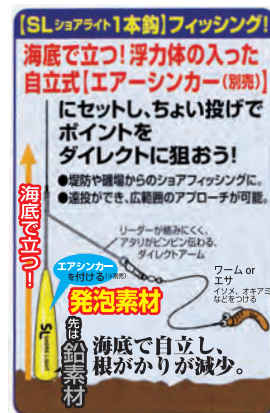 【SLショアライト1本鈎】フィッシング!
海底で立つ!浮力体の入った
自立式【エアーシンカー(別売)】
にセットし、ちょい投げで
ポイントを
ダイレクトに狙おう!
●堤防や磯場からのショアフィッシングに。
●遠投ができ、広範囲のアプローチが可能。
海底で立つ!
リーダーが絡みにくく、
アタリがビンビン伝わる、
ダイレクトアーム
エアシンカー
を付ける(※別売)
発泡素材
ワーム or
エサ
イソメ、オキアミ
などをつける
SL
SHORE LIGHT
先は鉛素材
海底で自立し、
根がかりが減少。